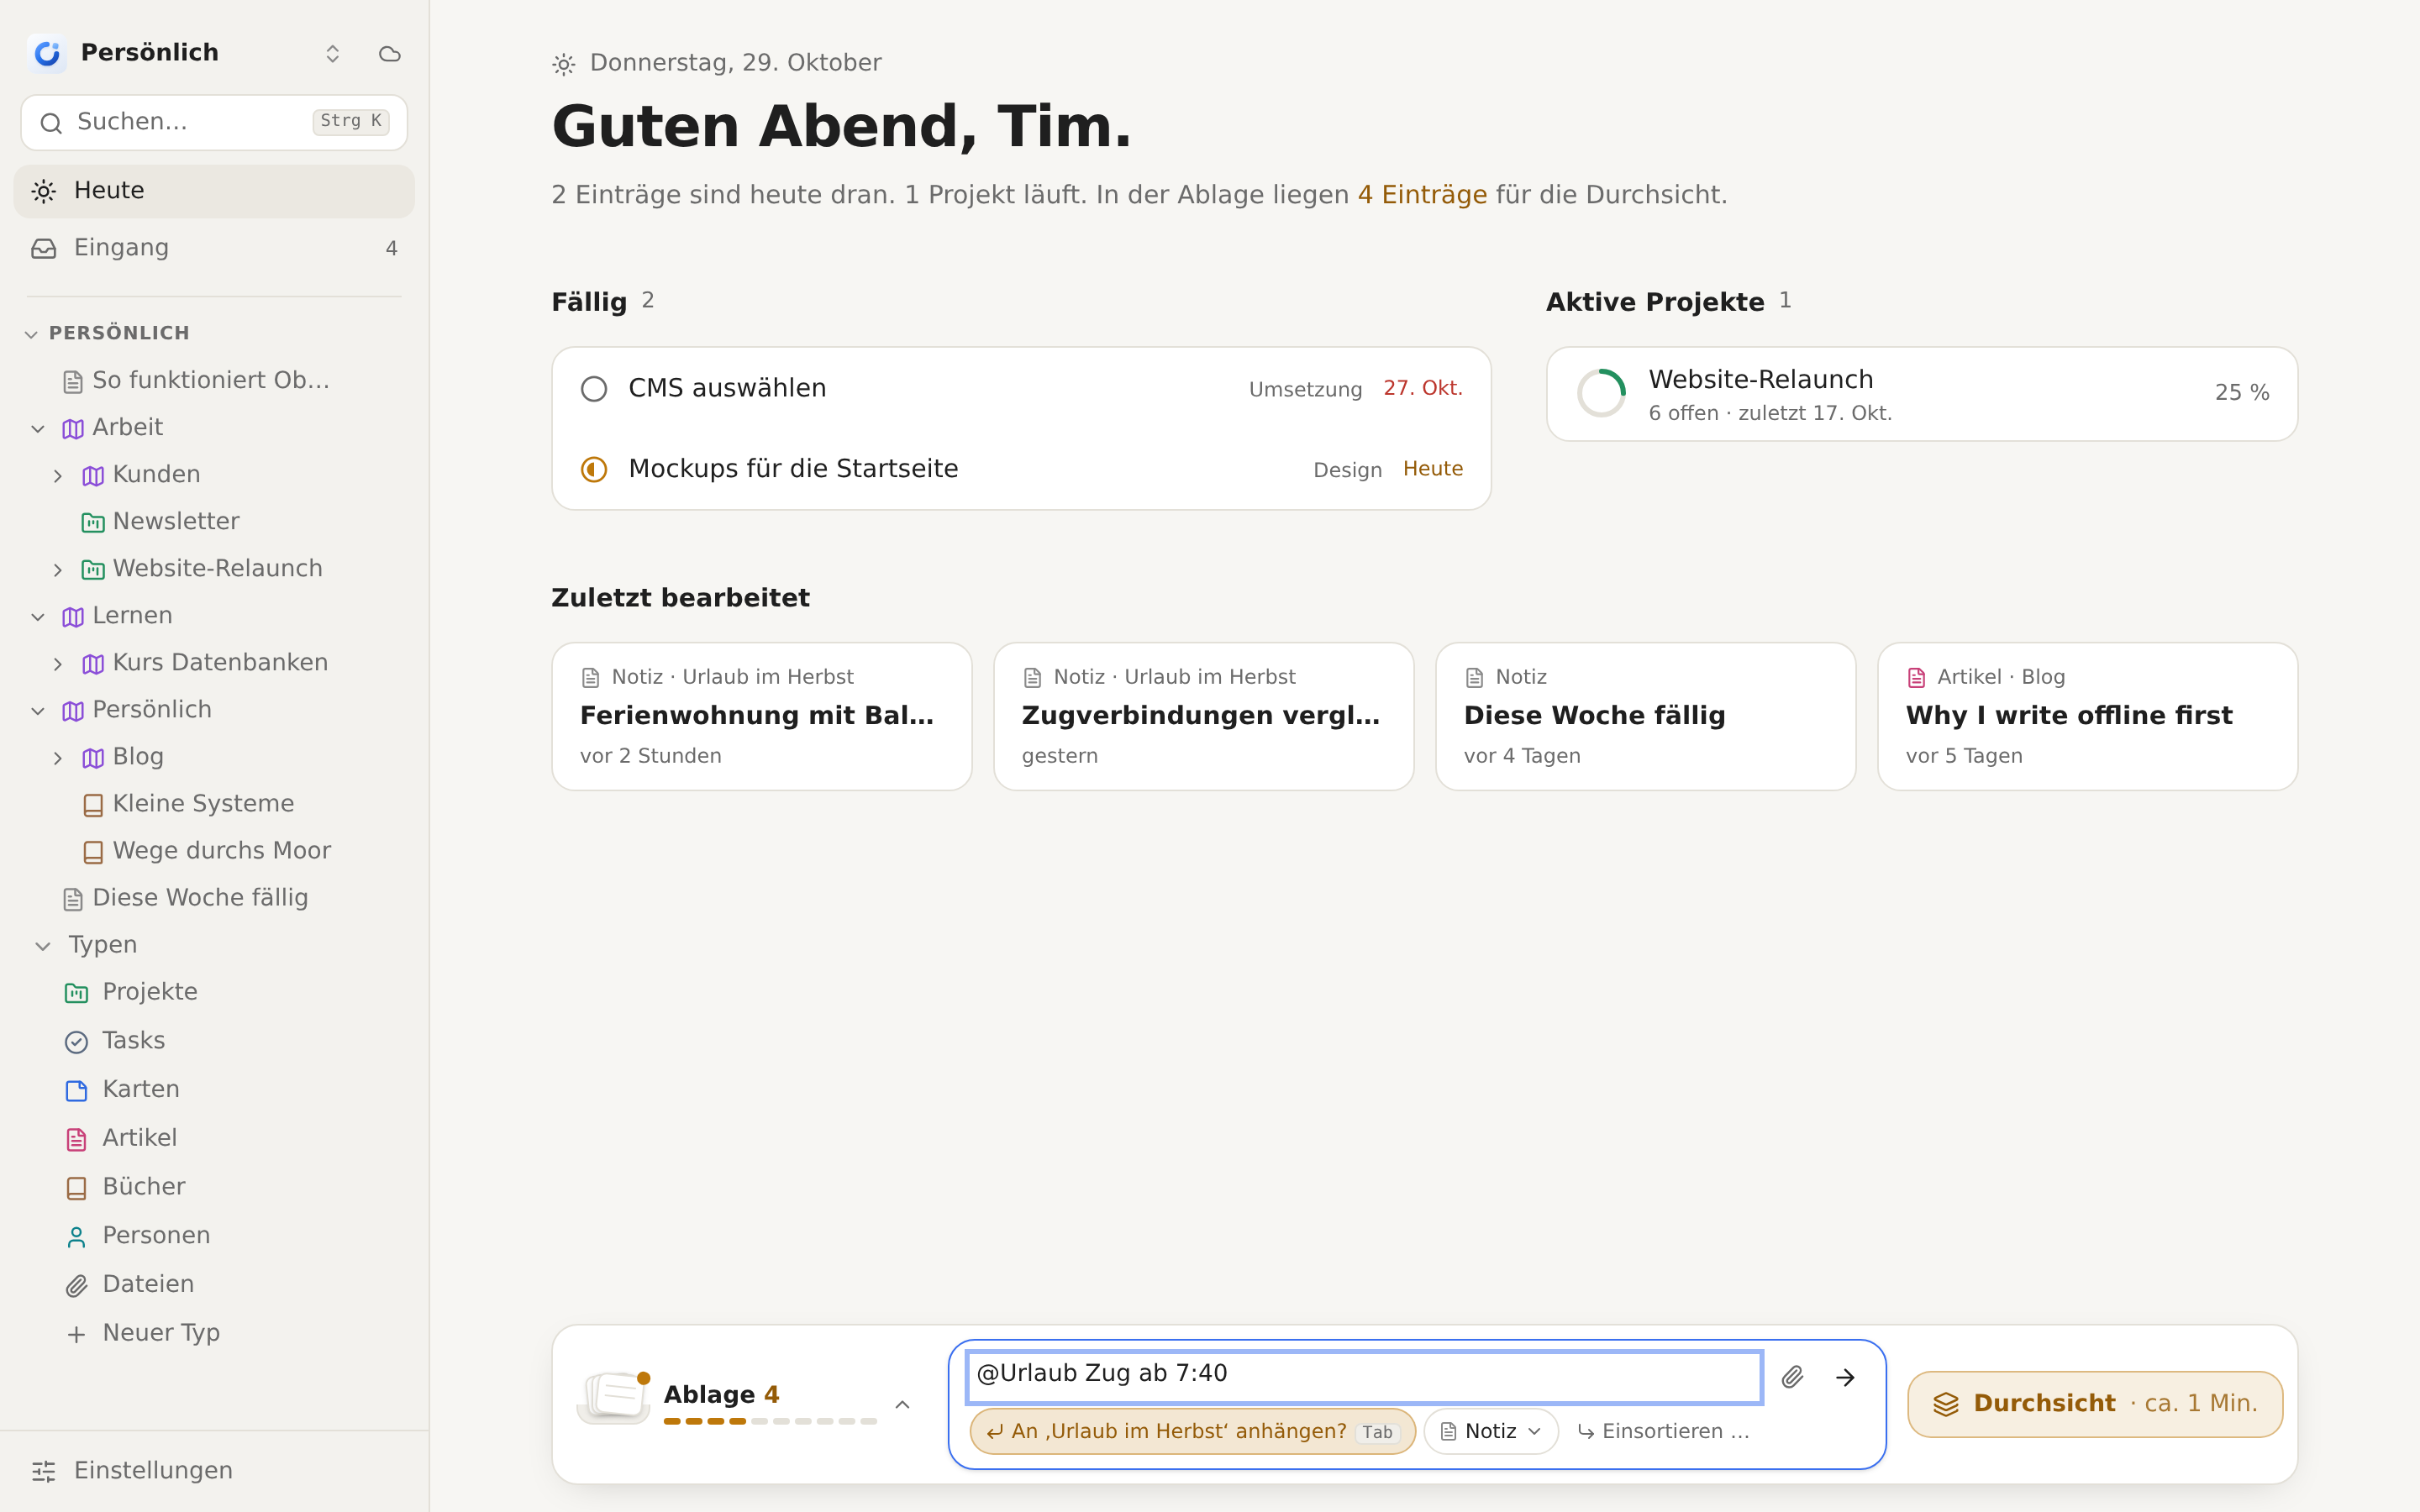 Persönlich
Suchen…
Strg K
Heute
Eingang
4
PERSÖNLICH
So funktioniert Ob…
Arbeit
Kunden
Newsletter
Website-Relaunch
Lernen
Kurs Datenbanken
Persönlich
Blog
Kleine Systeme
Wege durchs Moor
Diese Woche fällig
Typen
Projekte
Tasks
Karten
Artikel
Bücher
Personen
Dateien
Neuer Typ
Einstellungen
Donnerstag, 29. Oktober
Guten Abend, Tim.
2 Einträge sind heute dran. 1 Projekt läuft. In der Ablage liegen 4 Einträge für die Durchsicht.
Fällig 2
CMS auswählen
Umsetzung 27. Okt.
Mockups für die Startseite
Design Heute
Aktive Projekte 1
Website-Relaunch
6 offen · zuletzt 17. Okt.
25 %
Zuletzt bearbeitet
Notiz · Urlaub im Herbst
Ferienwohnung mit Bal…
vor 2 Stunden
Notiz · Urlaub im Herbst
Zugverbindungen vergl…
gestern
Notiz
Diese Woche fällig
vor 4 Tagen
Artikel · Blog
Why I write offline first
vor 5 Tagen
Ablage 4
@Urlaub Zug ab 7:40
An ‚Urlaub im Herbst‘ anhängen? Tab
Notiz
Einsortieren …
Durchsicht · ca. 1 Min.